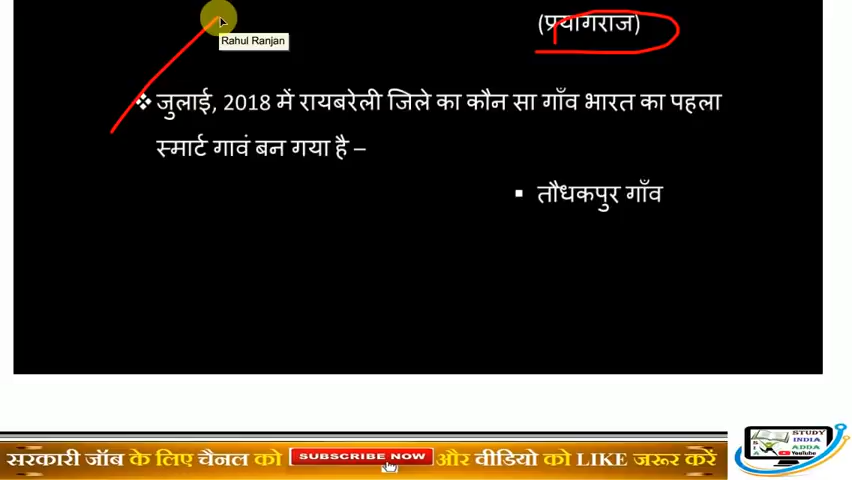 (प्रयागराज)
Rahul Ranjan
❖ जुलाई, 2018 में रायबरेली जिले का कौन सा गाँव भारत का पहला
स्मार्ट गावं बन गया है –
▪ तौधकपुर गाँव
सरकारी जॉब के लिए चैनल को SUBSCRIBE NOW और वीडियो को LIKE जरूर करें
STUDY
INDIA
ADDA
YouTube